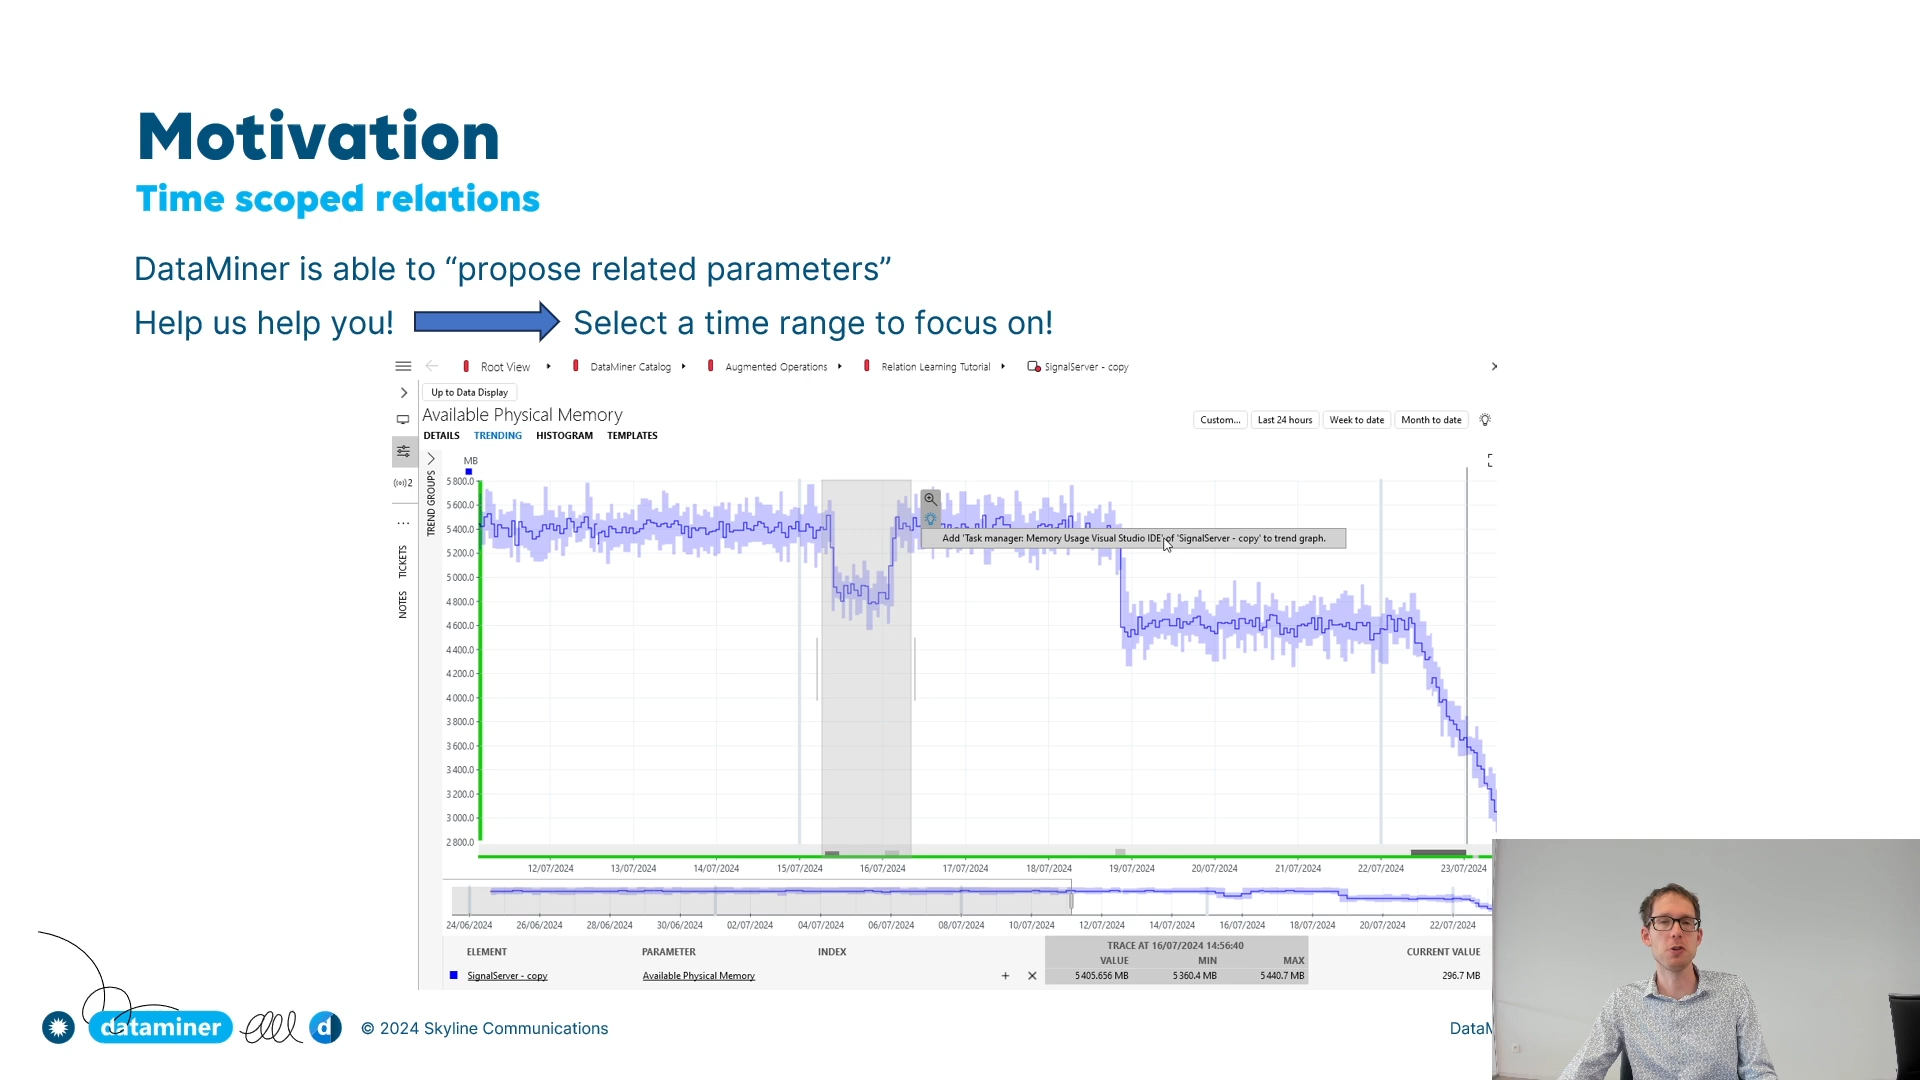 Motivation
Time scoped relations
DataMiner is able to “propose related parameters”
Help us help you! Select a time range to focus on!
Root View DataMiner Catalog Augmented Operations Relation Learning Tutorial SignalServer - copy
Up to Data Display
Available Physical Memory
Custom... Last 24 hours Week to date Month to date
DETAILS TRENDING HISTOGRAM TEMPLATES
MB
2
TREND GROUPS
TICKETS
NOTES
5 800.0
5 600.0
5 400.0
5 200.0
5 000.0
4 800.0
4 600.0
4 400.0
4 200.0
4 000.0
3 800.0
3 600.0
3 400.0
3 200.0
3 000.0
2 800.0
Add 'Task manager: Memory Usage Visual Studio IDE' of 'SignalServer - copy' to trend graph.
12/07/2024 13/07/2024 14/07/2024 15/07/2024 16/07/2024 17/07/2024 18/07/2024 19/07/2024 20/07/2024 21/07/2024 22/07/2024 23/07/2024
24/06/2024 26/06/2024 28/06/2024 30/06/2024 02/07/2024 04/07/2024 06/07/2024 08/07/2024 10/07/2024 12/07/2024 14/07/2024 16/07/2024 18/07/2024 20/07/2024 22/07/2024
ELEMENT PARAMETER INDEX TRACE AT 16/07/2024 14:56:40 CURRENT VALUE
VALUE MIN MAX
SignalServer - copy Available Physical Memory 5 405.656 MB 5 360.4 MB 5 440.7 MB 296.7 MB
dataminer d © 2024 Skyline Communications
DataM